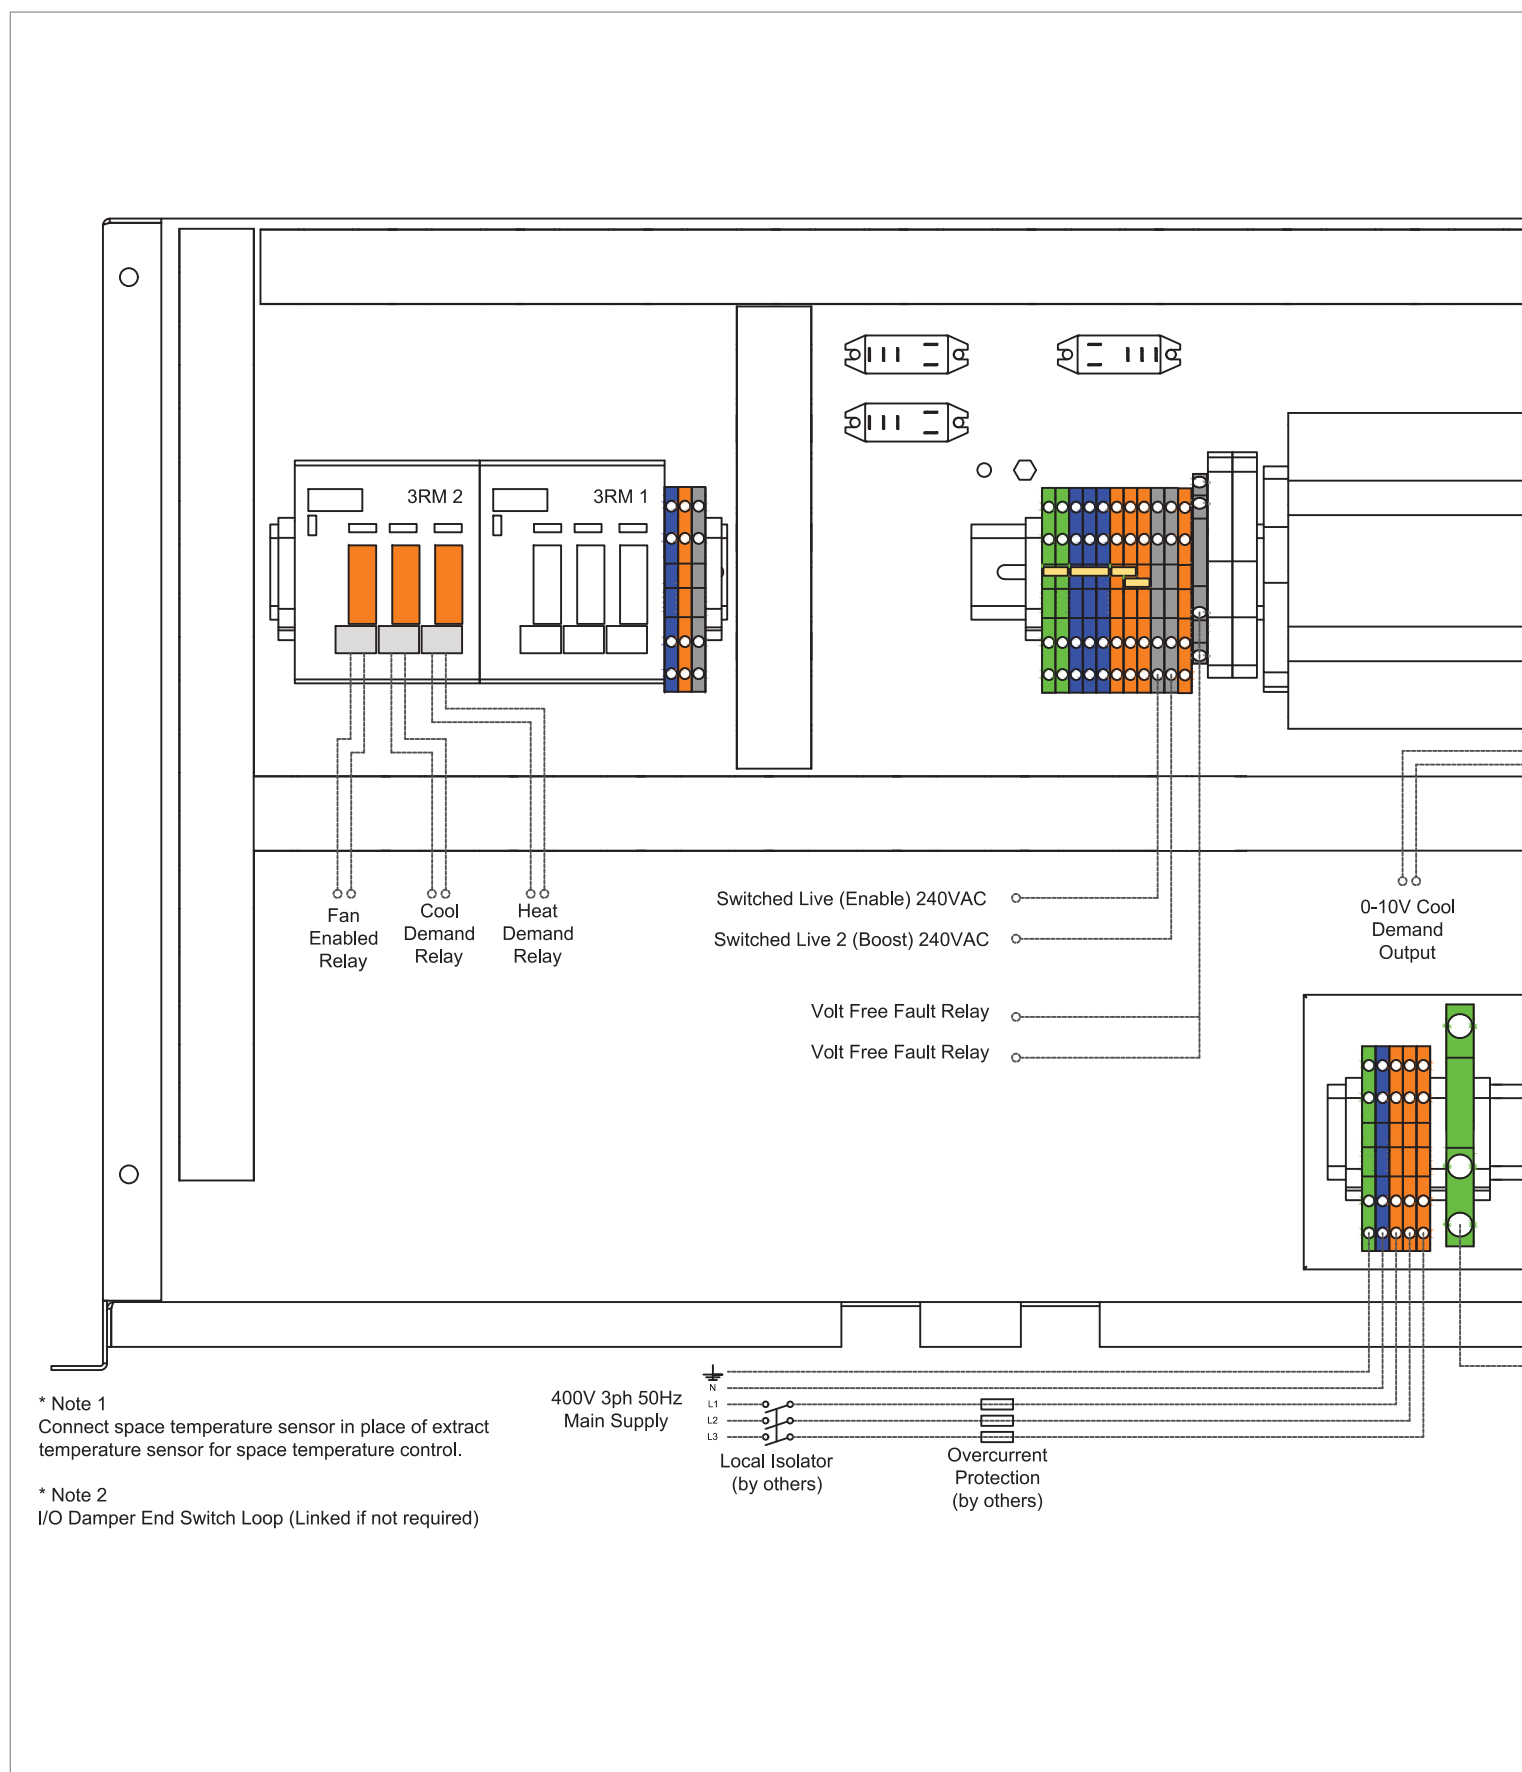 3RM 2
3RM 1
Fan
Enabled
Relay
Cool
Demand
Relay
Heat
Demand
Relay
Switched Live (Enable) 240VAC
Switched Live 2 (Boost) 240VAC
Volt Free Fault Relay
Volt Free Fault Relay
0-10V Cool
Demand
Output
400V 3ph 50Hz
Main Supply
N
L1
L2
L3
Local Isolator
(by others)
Overcurrent
Protection
(by others)
* Note 1
Connect space temperature sensor in place of extract
temperature sensor for space temperature control.
* Note 2
I/O Damper End Switch Loop (Linked if not required)